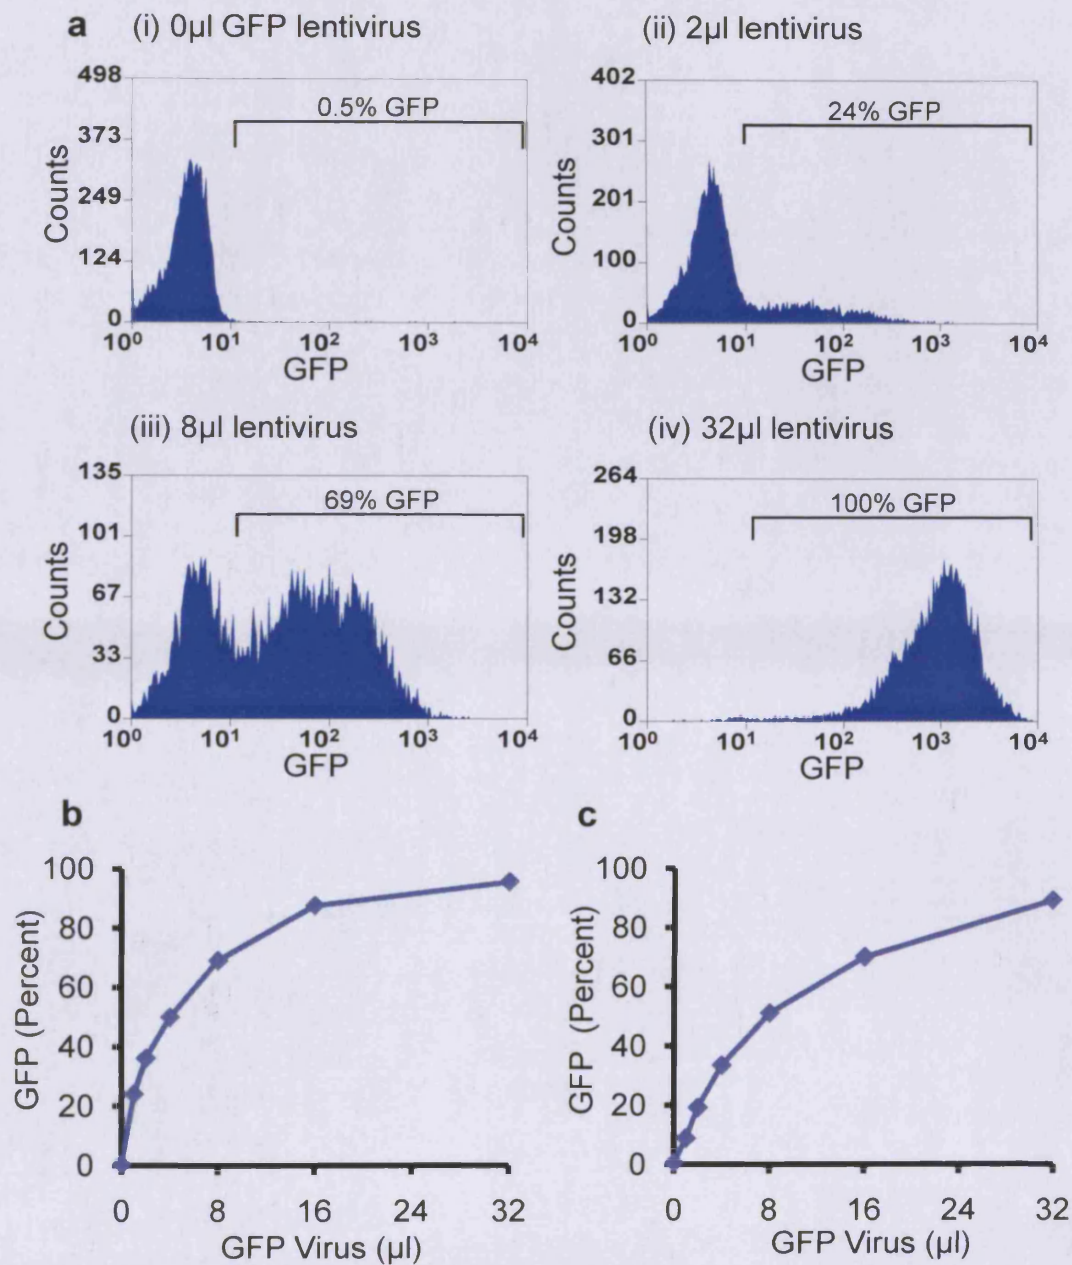 a
(i) 0µl GFP lentivirus
498
373
249
124
0
Counts
0.5% GFP
10⁰ 10¹ 10² 10³ 10⁴
GFP
(ii) 2µl lentivirus
402
301
201
100
0
Counts
24% GFP
10⁰ 10¹ 10² 10³ 10⁴
GFP
(iii) 8µl lentivirus
135
101
67
33
0
Counts
69% GFP
10⁰ 10¹ 10² 10³ 10⁴
GFP
(iv) 32µl lentivirus
264
198
132
66
0
Counts
100% GFP
10⁰ 10¹ 10² 10³ 10⁴
GFP
b
100
80
60
40
20
0
GFP (Percent)
0 8 16 24 32
GFP Virus (µl)
c
100
80
60
40
20
0
GFP (Percent)
0 8 16 24 32
GFP Virus (µl)